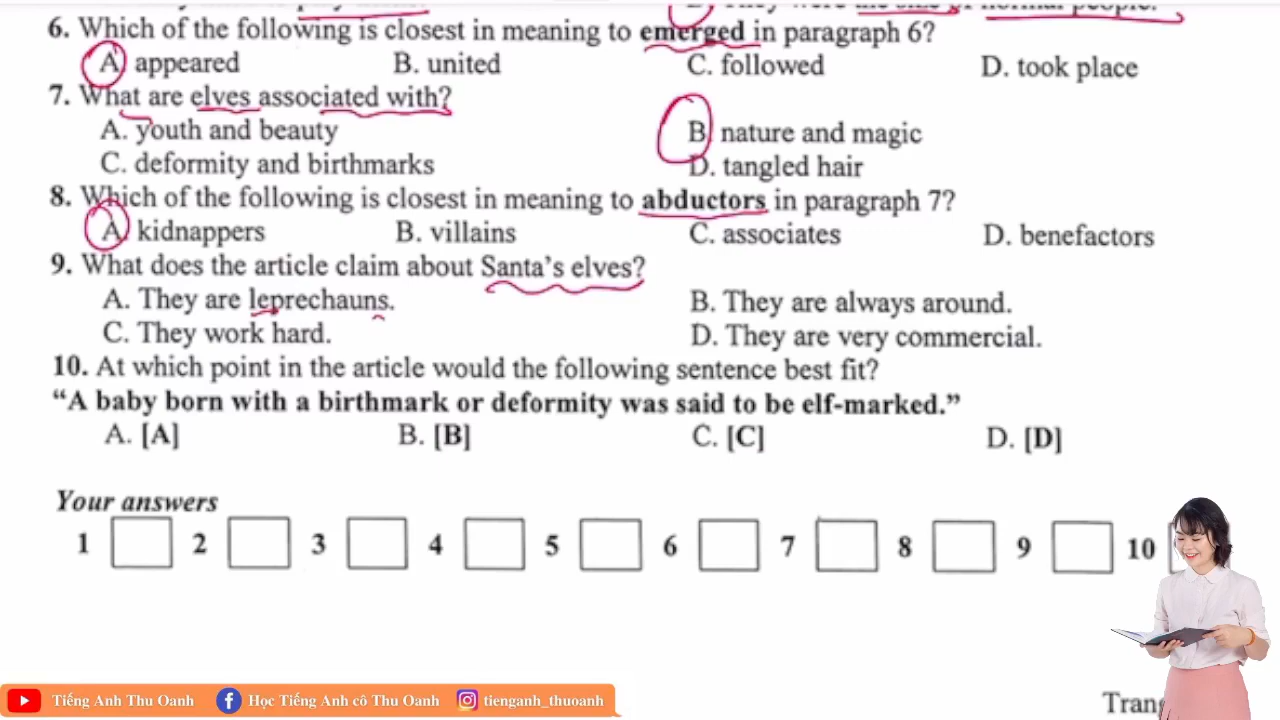 normal people.
6. Which of the following is closest in meaning to emerged in paragraph 6?
A appeared B. united C. followed D. took place
7. What are elves associated with?
A. youth and beauty B nature and magic
C. deformity and birthmarks D. tangled hair
8. Which of the following is closest in meaning to abductors in paragraph 7?
A kidnappers B. villains C. associates D. benefactors
9. What does the article claim about Santa's elves?
A. They are leprechauns. B. They are always around.
C. They work hard. D. They are very commercial.
10. At which point in the article would the following sentence best fit?
“A baby born with a birthmark or deformity was said to be elf-marked.”
A. [A] B. [B] C. [C] D. [D]
Your answers
1 2 3 4 5 6 7 8 9 10
Tiếng Anh Thu Oanh Học Tiếng Anh cô Thu Oanh tienganh_thuoanh